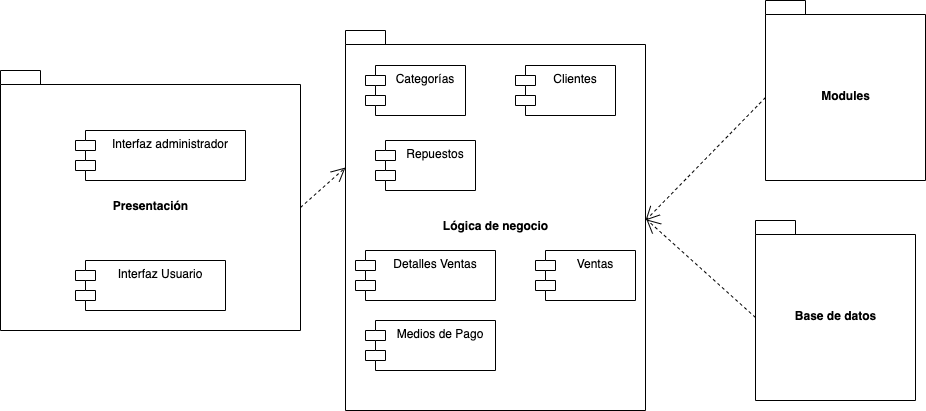 Interfaz administrador
Presentación
Interfaz Usuario
Categorías
Clientes
Repuestos
Lógica de negocio
Detalles Ventas
Ventas
Medios de Pago
Modules
Base de datos